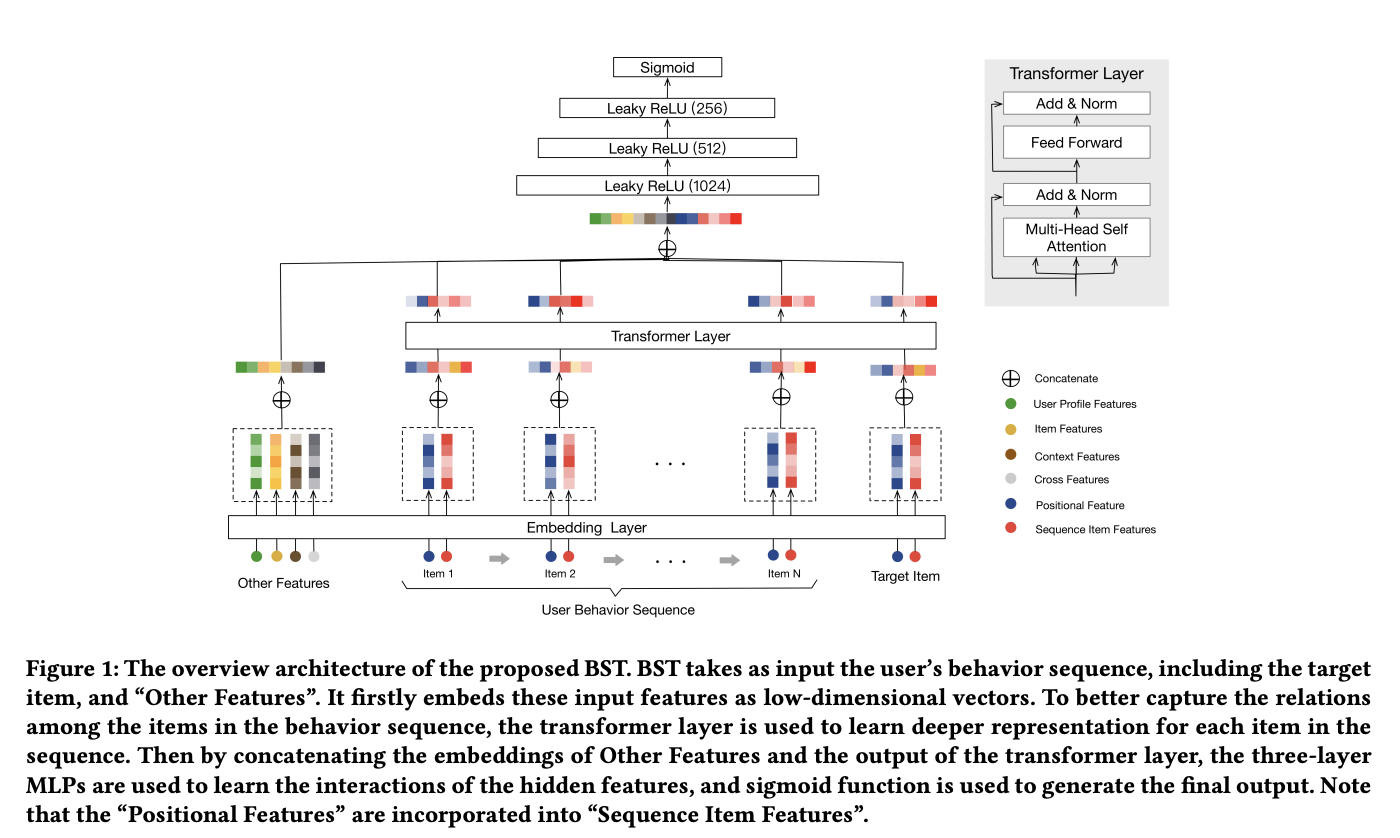 Sigmoid
Leaky ReLU (256)
Leaky ReLU (512)
Leaky ReLU (1024)
Transformer Layer
Add & Norm
Feed Forward
Add & Norm
Multi-Head Self
Attention
Transformer Layer
Concatenate
User Profile Features
Item Features
Context Features
Cross Features
Positional Feature
Sequence Item Features
. . .
Embedding Layer
Other Features
Item 1
Item 2
. . .
Item N
Target Item
User Behavior Sequence
Figure 1: The overview architecture of the proposed BST. BST takes as input the user’s behavior sequence, including the target
item, and “Other Features”. It firstly embeds these input features as low-dimensional vectors. To better capture the relations
among the items in the behavior sequence, the transformer layer is used to learn deeper representation for each item in the
sequence. Then by concatenating the embeddings of Other Features and the output of the transformer layer, the three-layer
MLPs are used to learn the interactions of the hidden features, and sigmoid function is used to generate the final output. Note
that the “Positional Features” are incorporated into “Sequence Item Features”.